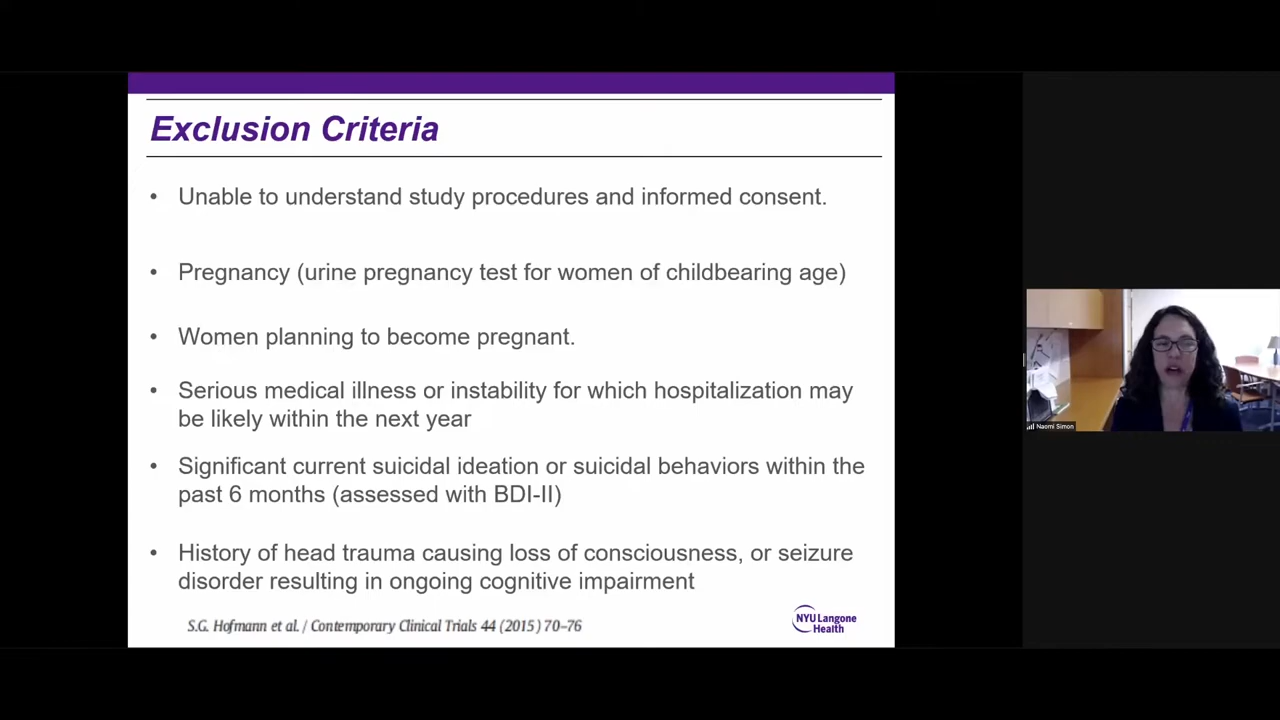 Exclusion Criteria
• Unable to understand study procedures and informed consent.
• Pregnancy (urine pregnancy test for women of childbearing age)
• Women planning to become pregnant.
• Serious medical illness or instability for which hospitalization may
be likely within the next year
• Significant current suicidal ideation or suicidal behaviors within the
past 6 months (assessed with BDI-II)
• History of head trauma causing loss of consciousness, or seizure
disorder resulting in ongoing cognitive impairment
S.G. Hofmann et al. / Contemporary Clinical Trials 44 (2015) 70–76
NYU Langone
Health
Naomi Simon